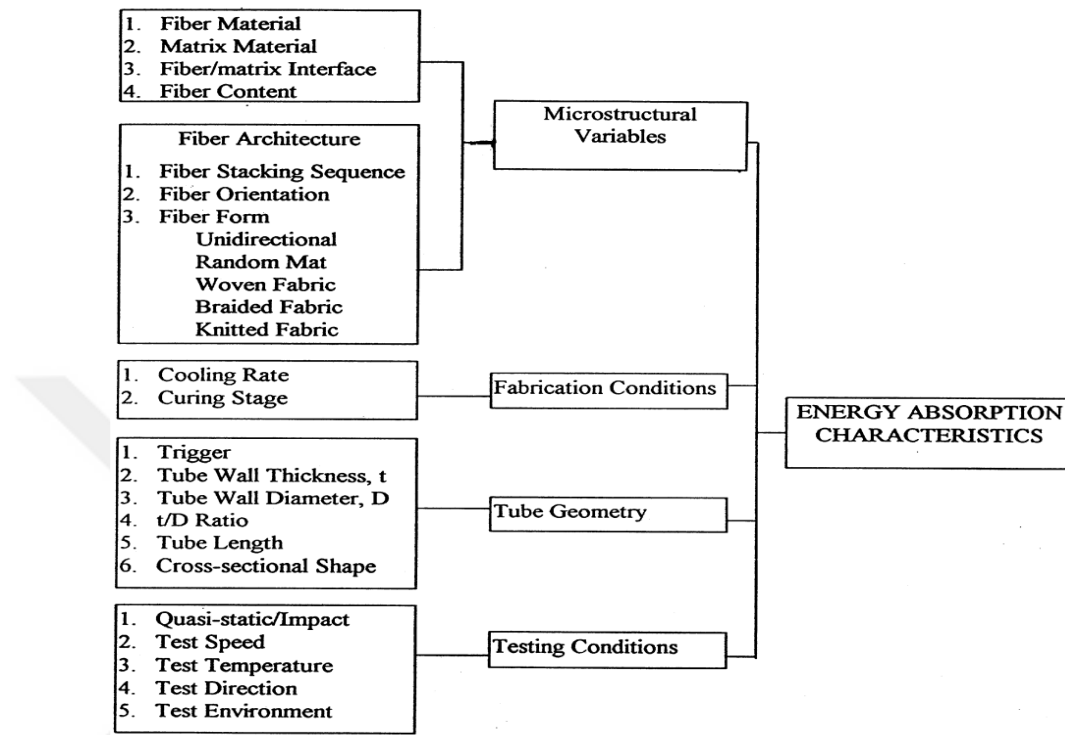 1. Fiber Material
2. Matrix Material
3. Fiber/matrix Interface
4. Fiber Content
Fiber Architecture
1. Fiber Stacking Sequence
2. Fiber Orientation
3. Fiber Form
Unidirectional
Random Mat
Woven Fabric
Braided Fabric
Knitted Fabric
1. Cooling Rate
2. Curing Stage
1. Trigger
2. Tube Wall Thickness, t
3. Tube Wall Diameter, D
4. t/D Ratio
5. Tube Length
6. Cross-sectional Shape
1. Quasi-static/Impact
2. Test Speed
3. Test Temperature
4. Test Direction
5. Test Environment
Microstructural
Variables
Fabrication Conditions
Tube Geometry
Testing Conditions
ENERGY ABSORPTION
CHARACTERISTICS